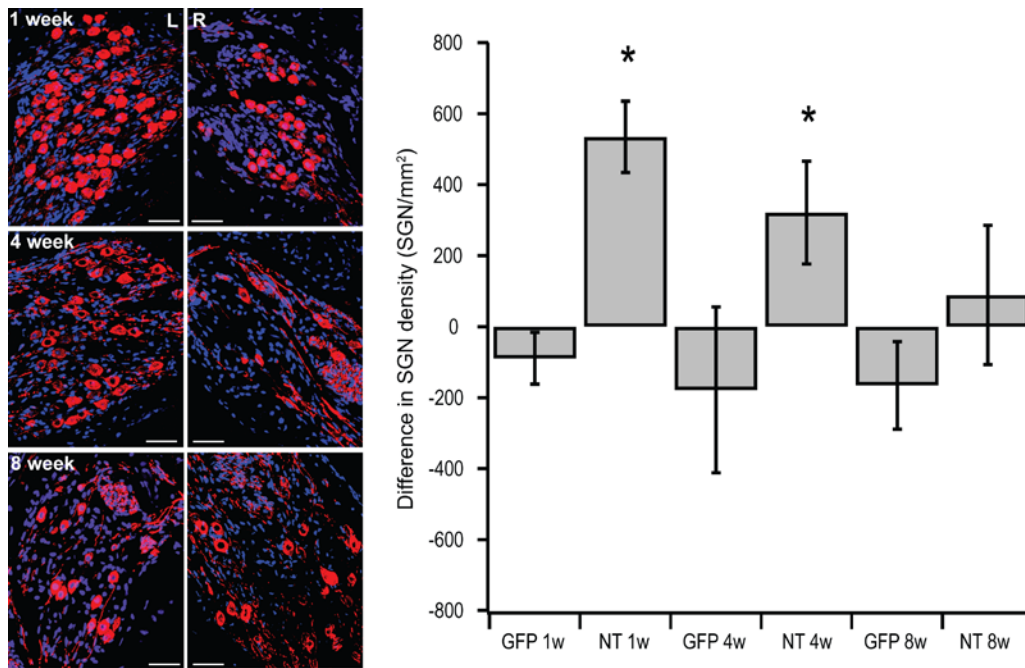 1 week L R
4 week
8 week
Difference in SGN density (SGN/mm²)
800
600
400
200
0
-200
-400
-600
-800
* *
GFP 1w NT 1w GFP 4w NT 4w GFP 8w NT 8w